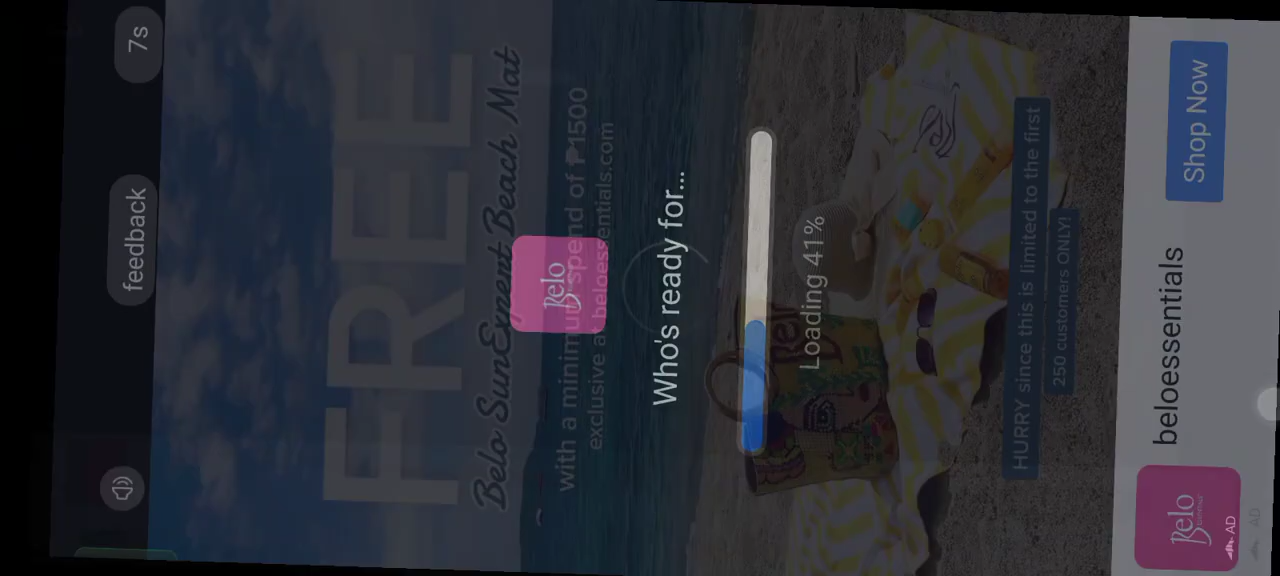 7s
feedback
FREE
Belo SunExpert Beach Mat
with a minimum spend of ₱1500
exclusive at beloessentials.com
Belo
Who's ready for...
Loading 41%
HURRY since this is limited to the first
250 customers ONLY!
Shop Now
beloessentials
Belo
AD
AD